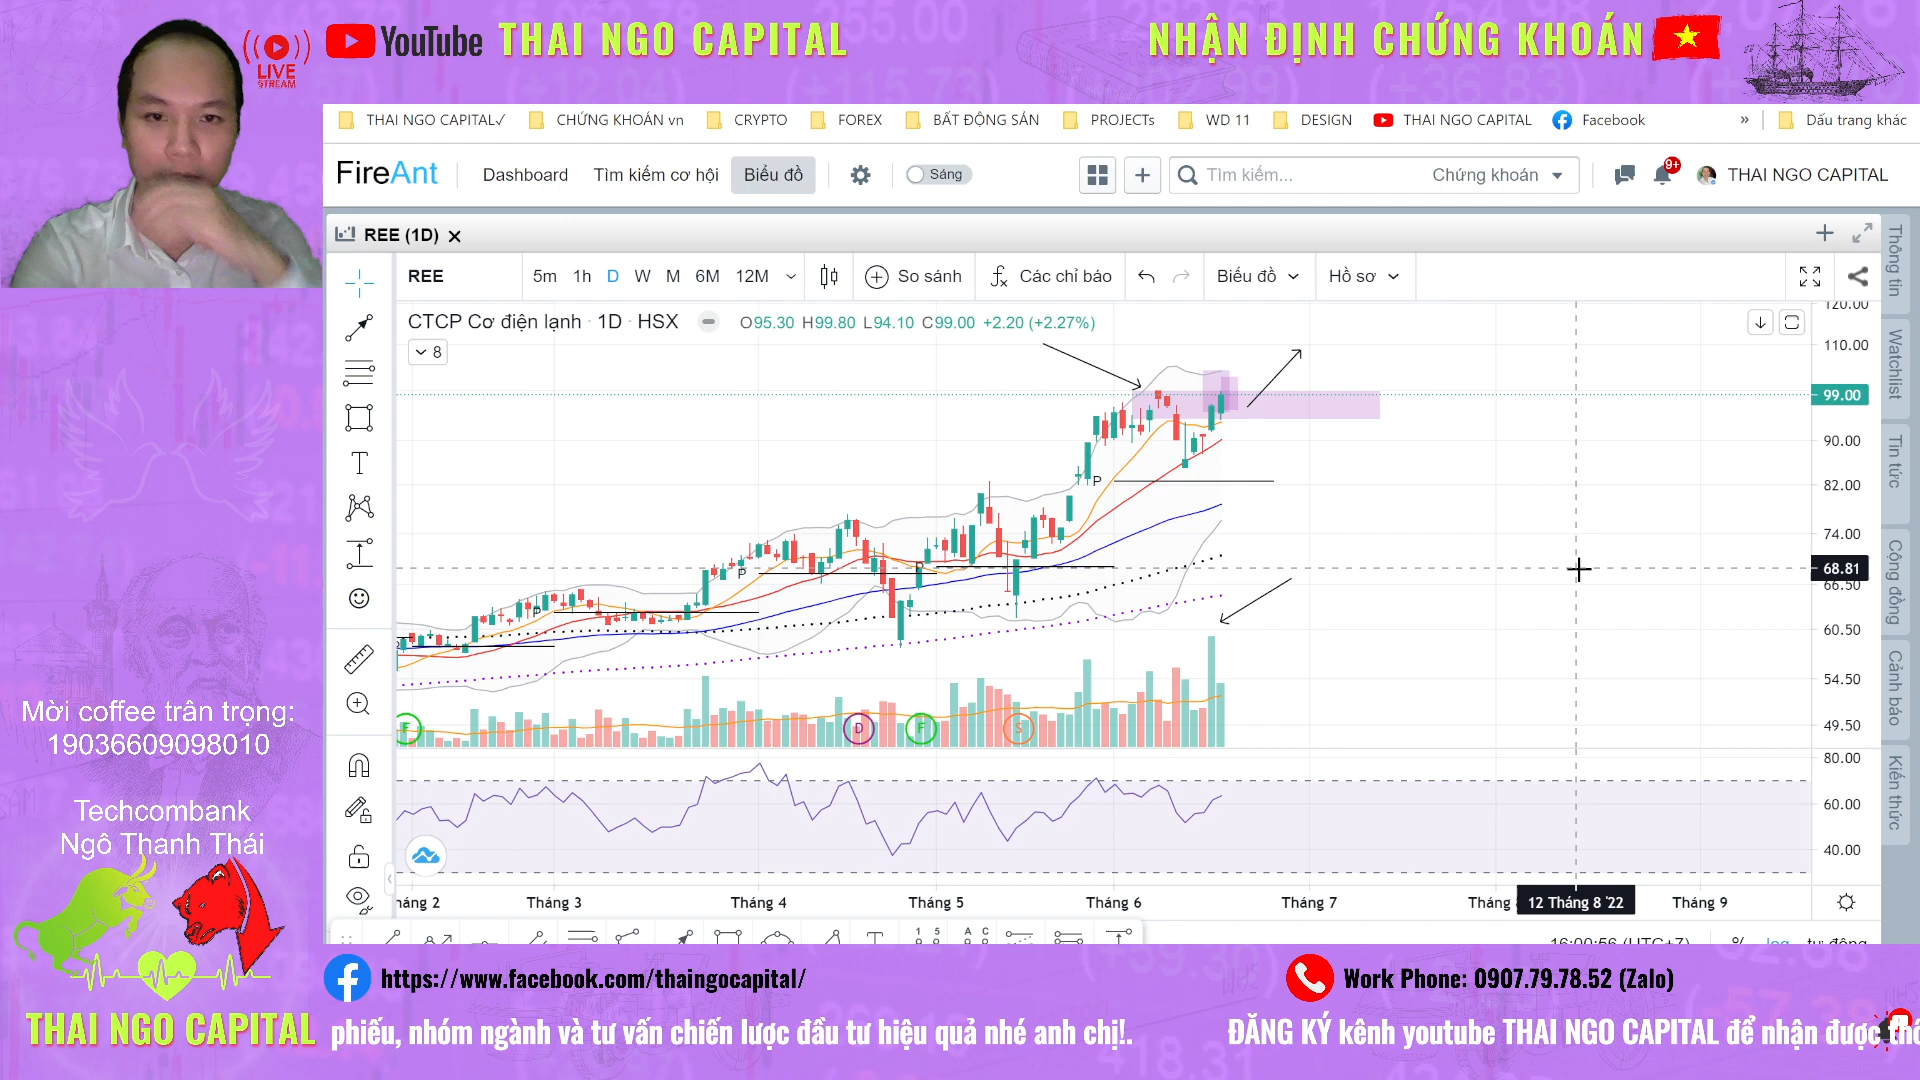 LIVE
STREAM
YouTube THAI NGO CAPITAL
NHẬN ĐỊNH CHỨNG KHOÁN
THAI NGO CAPITAL✓ CHỨNG KHOÁN vn CRYPTO FOREX BẤT ĐỘNG SẢN PROJECTs WD 11 DESIGN THAI NGO CAPITAL Facebook » Dấu trang khác
FireAnt Dashboard Tìm kiếm cơ hội Biểu đồ Sáng Tìm kiếm... Chứng khoán 9+ THAI NGO CAPITAL
REE (1D)
REE 5m 1h D W M 6M 12M So sánh Các chỉ báo Biểu đồ Hồ sơ
CTCP Cơ điện lạnh · 1D · HSX O95.30 H99.80 L94.10 C99.00 +2.20 (+2.27%)
8
120.00
110.00
99.00
90.00
82.00
74.00
68.81
66.50
60.50
54.50
49.50
80.00
60.00
40.00
P
P
P
P
F
D
F
S
Tháng 3 Tháng 4 Tháng 5 Tháng 6 Tháng 7 12 Tháng 8 '22 Tháng 9
16:00:56 (UTC+7) % log tự động
Thông tin
Watchlist
Tin tức
Cộng đồng
Cảnh báo
Kiến thức
Mời coffee trân trọng:
19036609098010
Techcombank
Ngô Thanh Thái
THAI NGO CAPITAL
https://www.facebook.com/thaingocapital/
Work Phone: 0907.79.78.52 (Zalo)
phiếu, nhóm ngành và tư vấn chiến lược đầu tư hiệu quả nhé anh chị!.
ĐĂNG KÝ kênh youtube THAI NGO CAPITAL để nhận được